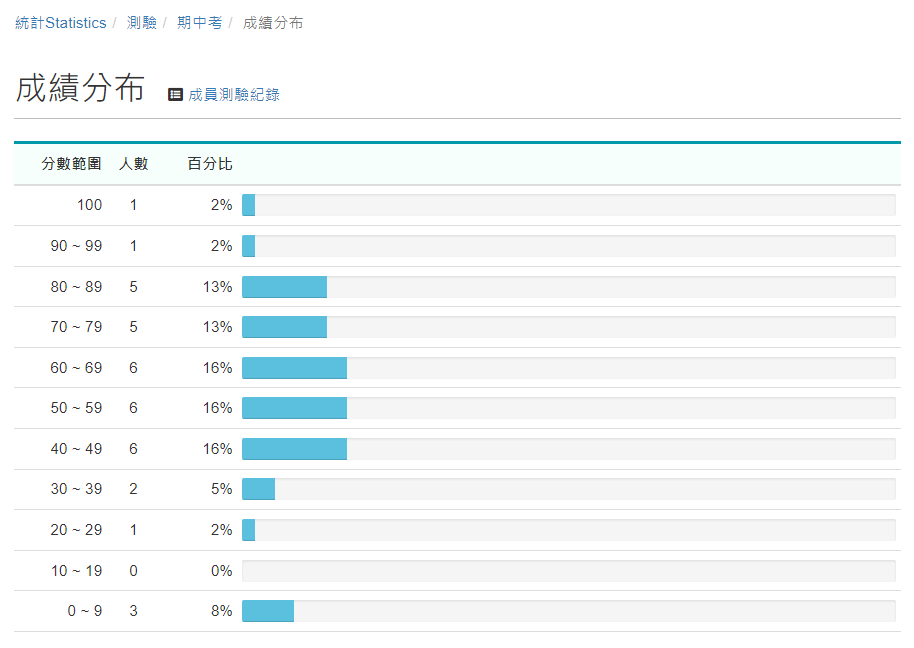 統計Statistics / 測驗 / 期中考 / 成績分布
成績分布 成員測驗紀錄
分數範圍 人數 百分比
100 1 2%
90 ~ 99 1 2%
80 ~ 89 5 13%
70 ~ 79 5 13%
60 ~ 69 6 16%
50 ~ 59 6 16%
40 ~ 49 6 16%
30 ~ 39 2 5%
20 ~ 29 1 2%
10 ~ 19 0 0%
0 ~ 9 3 8%